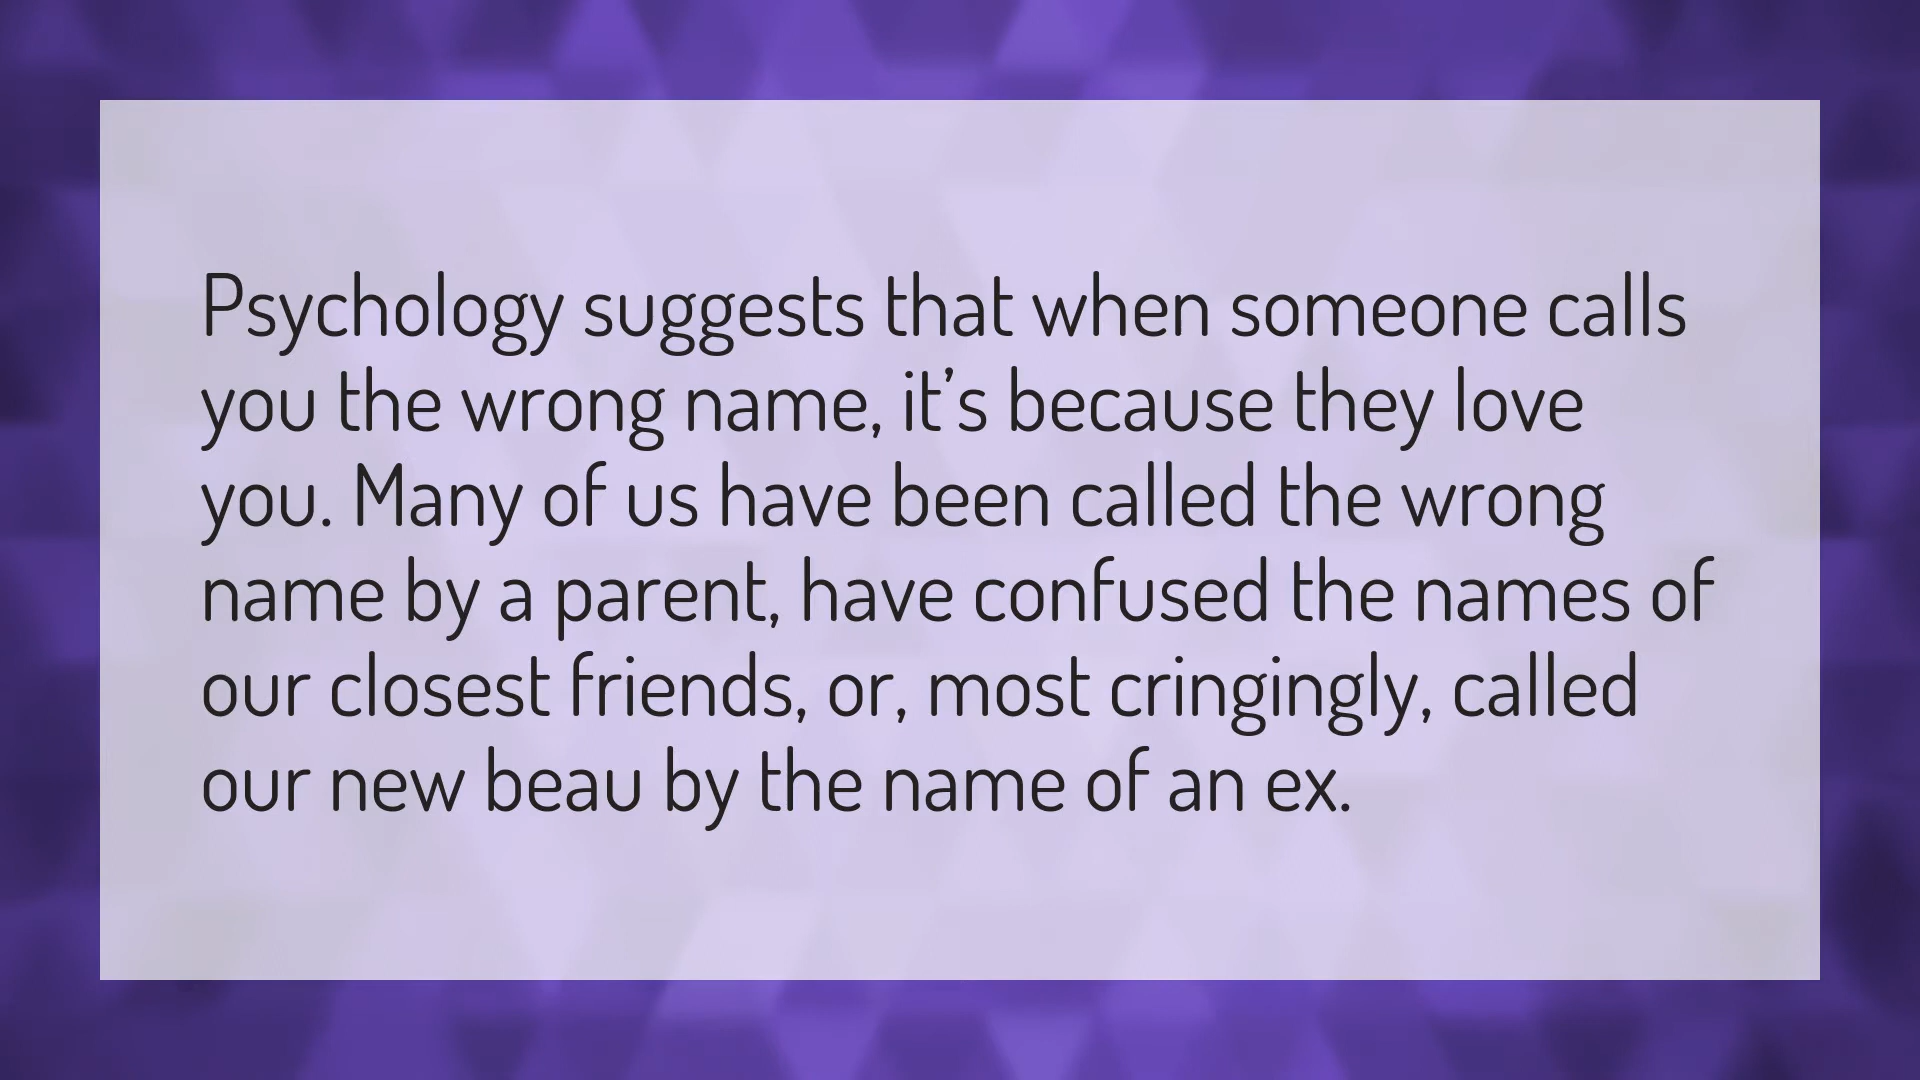 Psychology suggests that when someone calls
you the wrong name, it’s because they love
you. Many of us have been called the wrong
name by a parent, have confused the names of
our closest friends, or, most cringingly, called
our new beau by the name of an ex.